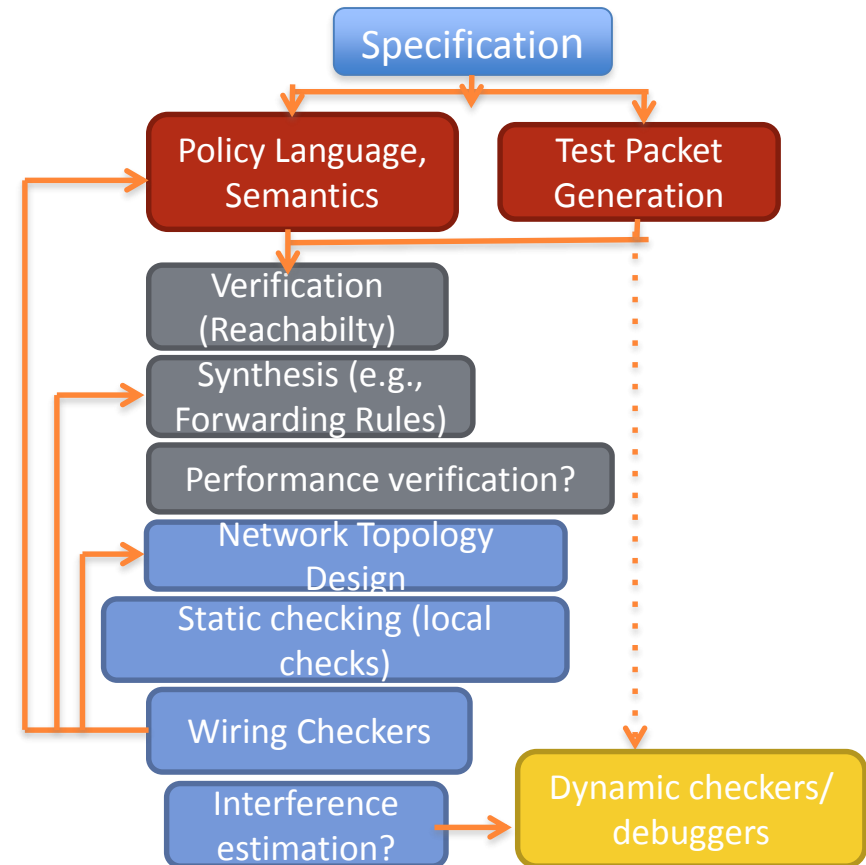 Specification
Policy Language,
Semantics
Test Packet
Generation
Verification
(Reachabilty)
Synthesis (e.g.,
Forwarding Rules)
Performance verification?
Network Topology
Design
Static checking (local
checks)
Wiring Checkers
Interference
estimation?
Dynamic checkers/
debuggers